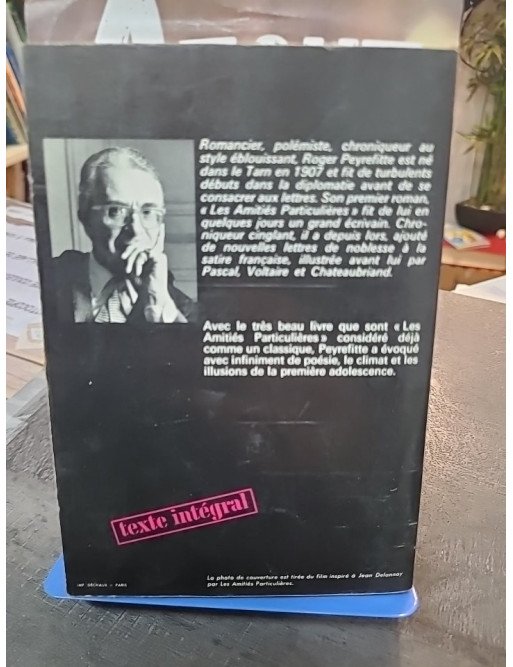 Romancier, polémiste, chroniqueur au
style éblouissant, Roger Peyrefitte est né
dans le Tarn en 1907 et fit de turbulents
débuts dans la diplomatie avant de se
consacrer aux lettres. Son premier roman,
« Les Amitiés Particulières » fit de lui en
quelques jours un grand écrivain. Chro-
niqueur cinglant, il a depuis lors, ajouté
de nouvelles lettres de noblesse à la
satire française, illustrée avant lui par
Pascal, Voltaire et Chateaubriand.
Avec le très beau livre que sont « Les
Amitiés Particulières » considéré déjà
comme un classique, Peyrefitte a évoqué
avec infiniment de poésie, le climat et les
illusions de la première adolescence.
texte intégral
IMP. DÉCHAUX - PARIS
La photo de couverture est tirée du film inspiré à Jean Delannoy
par Les Amitiés Particulières.